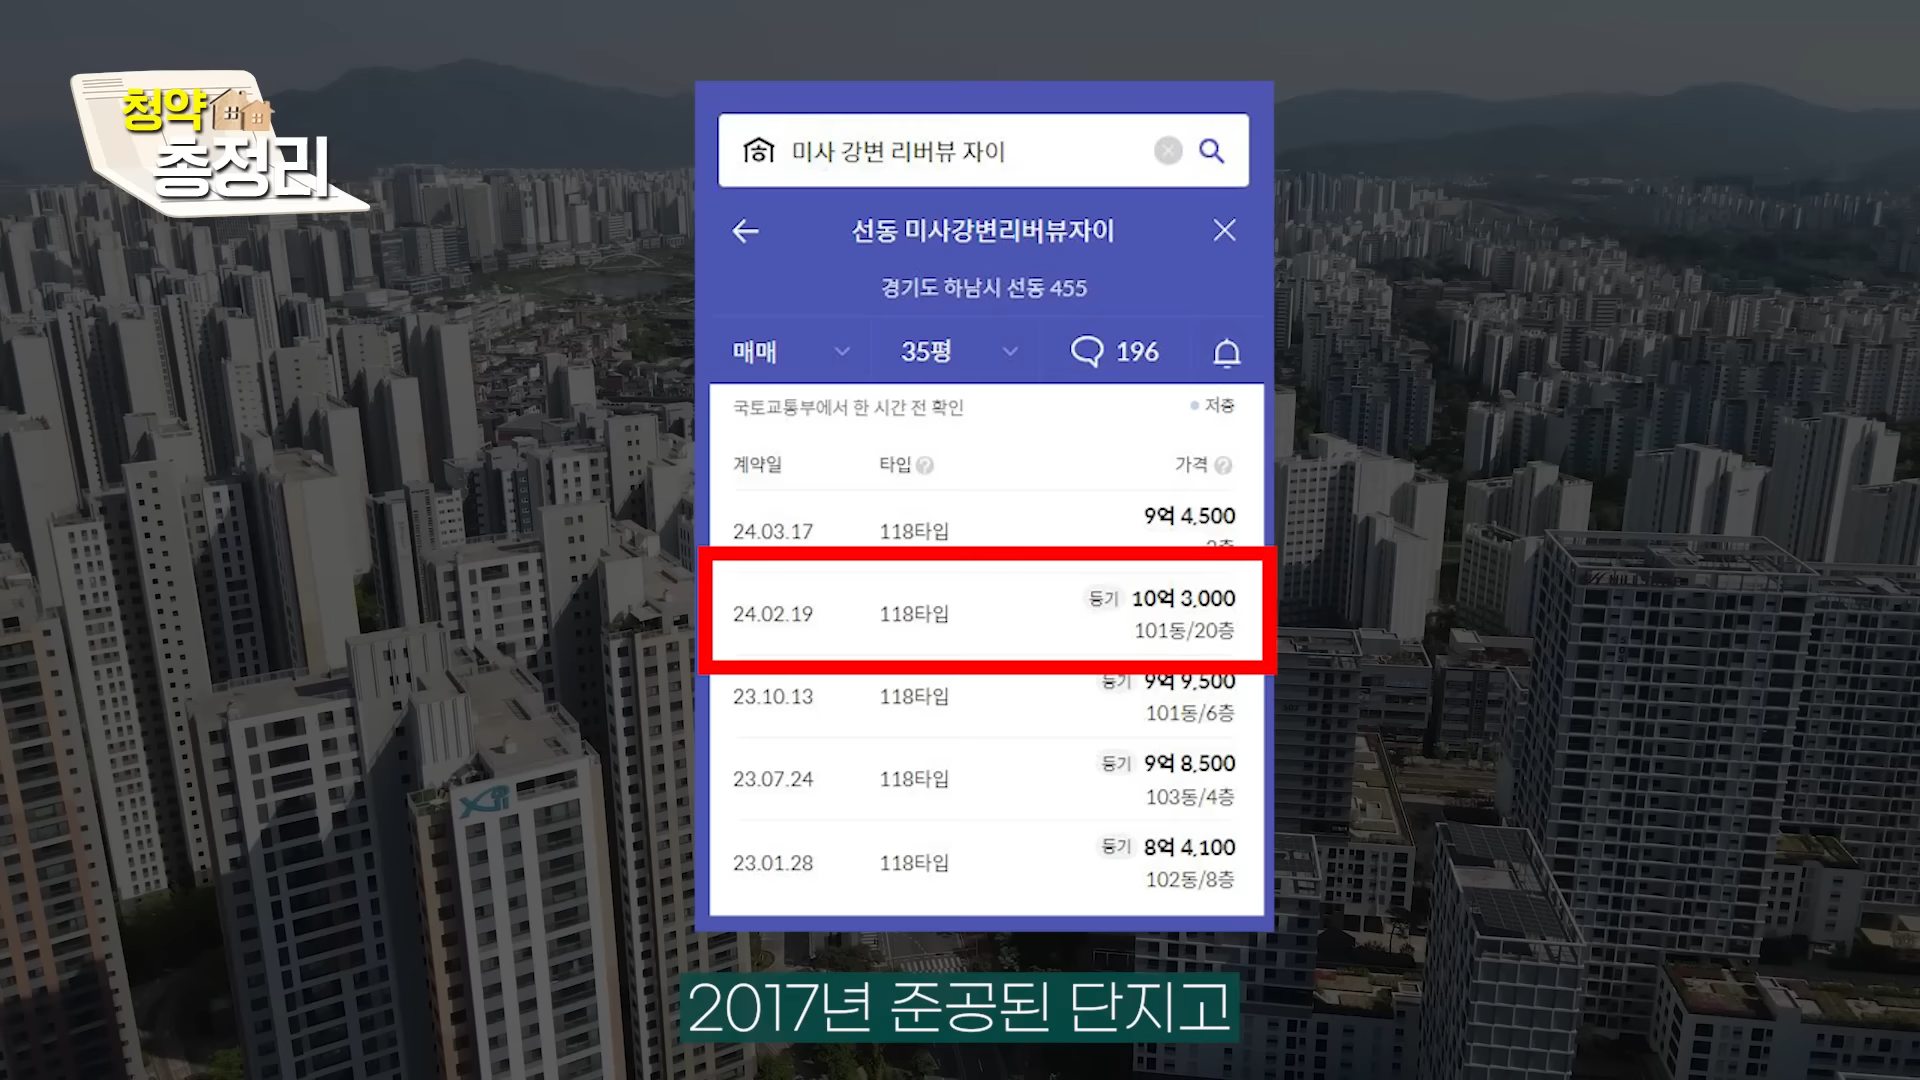 청약
총정리
미사 강변 리버뷰 자이
선동 미사강변리버뷰자이
경기도 하남시 선동 455
매매 35평 196
국토교통부에서 한 시간 전 확인 저층
계약일 타입 가격
24.03.17 118타입 9억 4,500
24.02.19 118타입 등기 10억 3,000
101동/20층
23.10.13 118타입 등기 9억 9,500
101동/6층
23.07.24 118타입 등기 9억 8,500
103동/4층
23.01.28 118타입 등기 8억 4,100
102동/8층
Xi
2017년 준공된 단지고